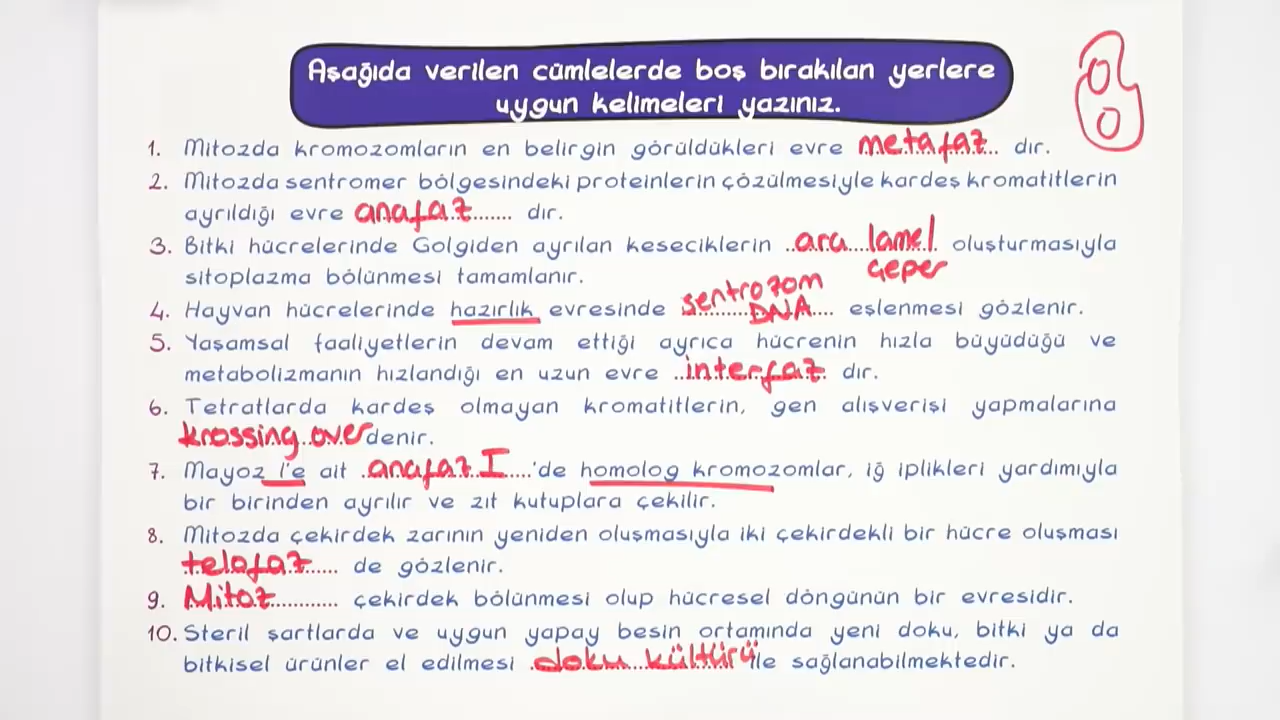 Aşağıda verilen cümlelerde boş bırakılan yerlere
uygun kelimeleri yazınız.
1. Mitozda kromozomların en belirgin görüldükleri evre metafaz... dır.
2. Mitozda sentromer bölgesindeki proteinlerin çözülmesiyle kardeş kromatitlerin
ayrıldığı evre anafaz....... dır.
3. Bitki hücrelerinde Golgiden ayrılan keseciklerin ..ara lamel oluşturmasıyla
çeper
sitoplazma bölünmesi tamamlanır.
sentrozom
4. Hayvan hücrelerinde hazırlık evresinde ..........DNA.... eşlenmesi gözlenir.
5. Yaşamsal faaliyetlerin devam ettiği ayrıca hücrenin hızla büyüdüğü ve
metabolizmanın hızlandığı en uzun evre ..interfaz. dır.
6. Tetratlarda kardeş olmayan kromatitlerin, gen alışverişi yapmalarına
krossing over denir.
7. Mayoz I'e ait ..anafaz I....'de homolog kromozomlar, iğ iplikleri yardımıyla
bir birinden ayrılır ve zıt kutuplara çekilir.
8. Mitozda çekirdek zarının yeniden oluşmasıyla iki çekirdekli bir hücre oluşması
telofaz.... de gözlenir.
9. Mitoz.......... çekirdek bölünmesi olup hücresel döngünün bir evresidir.
10. Steril şartlarda ve uygun yapay besin ortamında yeni doku, bitki ya da
bitkisel ürünler el edilmesi doku kültürü ile sağlanabilmektedir.